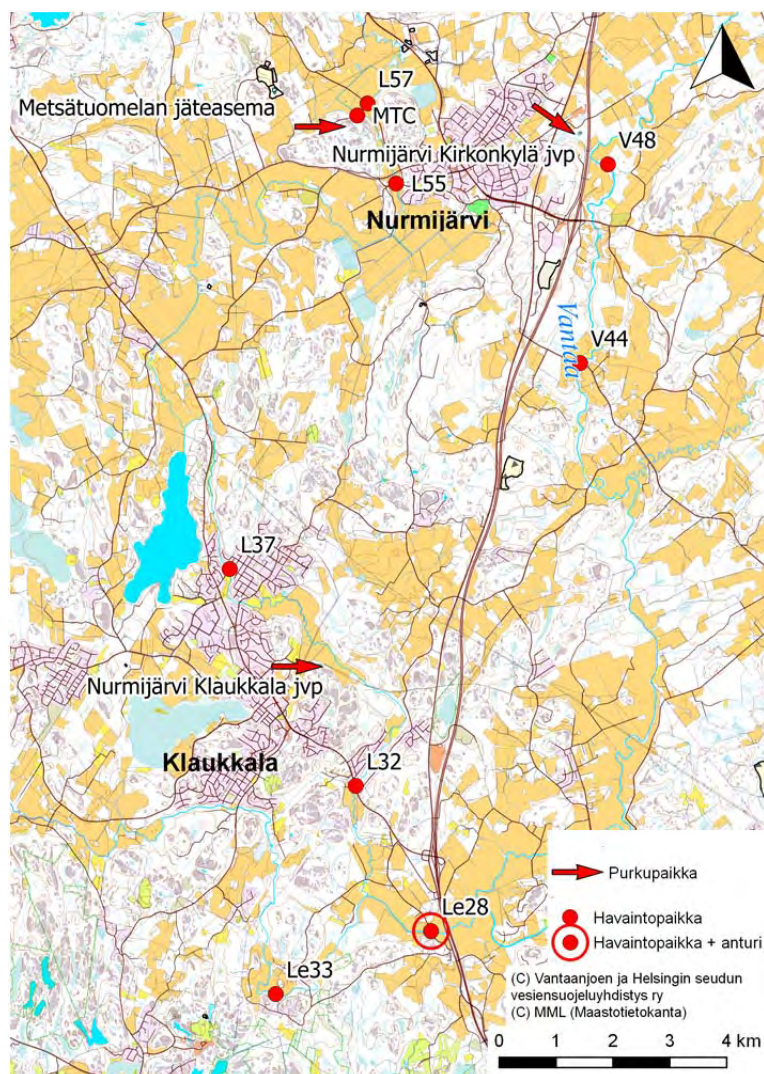 L57
Metsätuomelan jäteasema
MTC
V48
Nurmijärvi Kirkonkylä jvp
L55
Nurmijärvi
Vantaa
V44
L37
Nurmijärvi Klaukkala jvp
Klaukkala
L32
Purkupaikka
Le28
Havaintopaikka
Havaintopaikka + anturi
Le33
(C) Vantaanjoen ja Helsingin seudun
vesiensuojeluyhdistys ry
(C) MML (Maastotietokanta)
0 1 2 3 4 km